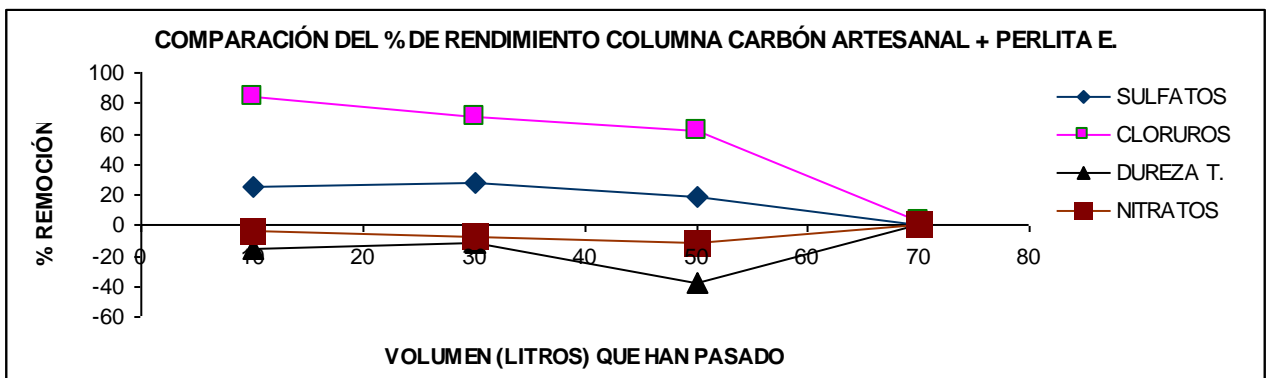 COMPARACIÓN DEL % DE RENDIMIENTO COLUMNA CARBÓN ARTESANAL + PERLITA E.
% REMOCIÓN
100
80
60
40
20
0
-20
-40
-60
0
10
20
30
40
50
60
70
80
VOLUMEN (LITROS) QUE HAN PASADO
SULFATOS
CLORUROS
DUREZA T.
NITRATOS